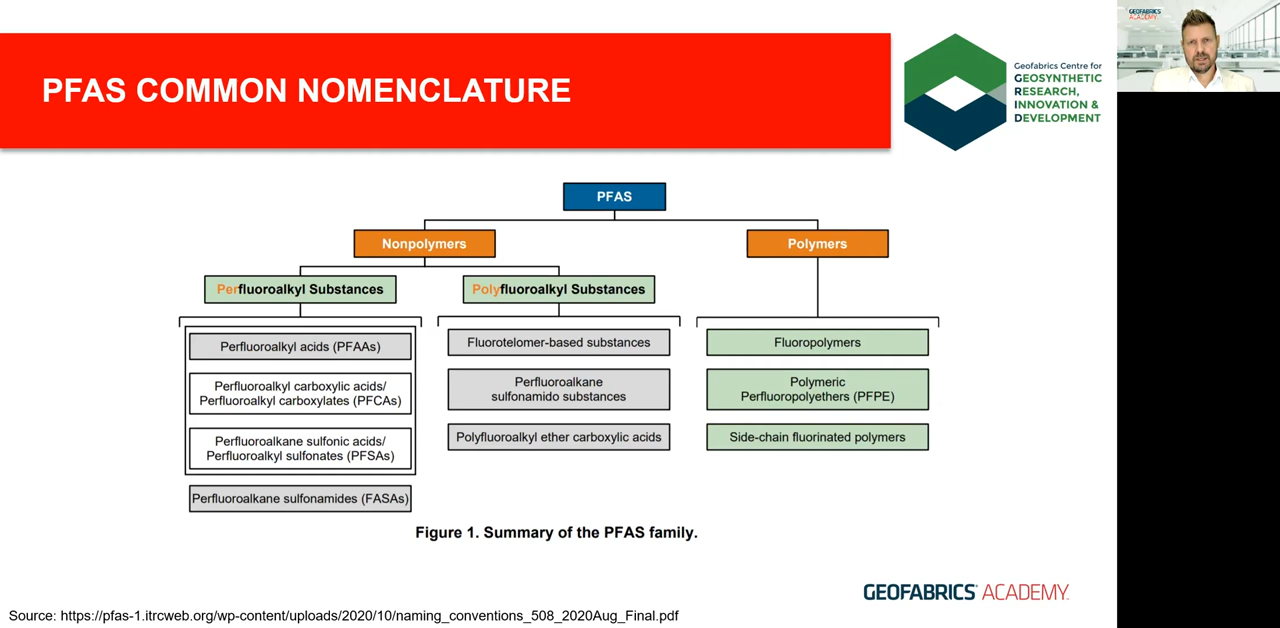 PFAS COMMON NOMENCLATURE
Geofabrics Centre for
GEOSYNTHETIC
RESEARCH,
INNOVATION &
DEVELOPMENT
GEOFABRICS
ACADEMY
PFAS
Nonpolymers
Polymers
Perfluoroalkyl Substances
Polyfluoroalkyl Substances
Perfluoroalkyl acids (PFAAs)
Perfluoroalkyl carboxylic acids/
Perfluoroalkyl carboxylates (PFCAs)
Perfluoroalkane sulfonic acids/
Perfluoroalkyl sulfonates (PFSAs)
Perfluoroalkane sulfonamides (FASAs)
Fluorotelomer-based substances
Perfluoroalkane
sulfonamido substances
Polyfluoroalkyl ether carboxylic acids
Fluoropolymers
Polymeric
Perfluoropolyethers (PFPE)
Side-chain fluorinated polymers
Figure 1. Summary of the PFAS family.
GEOFABRICS ACADEMY
Source: https://pfas-1.itrcweb.org/wp-content/uploads/2020/10/naming_conventions_508_2020Aug_Final.pdf